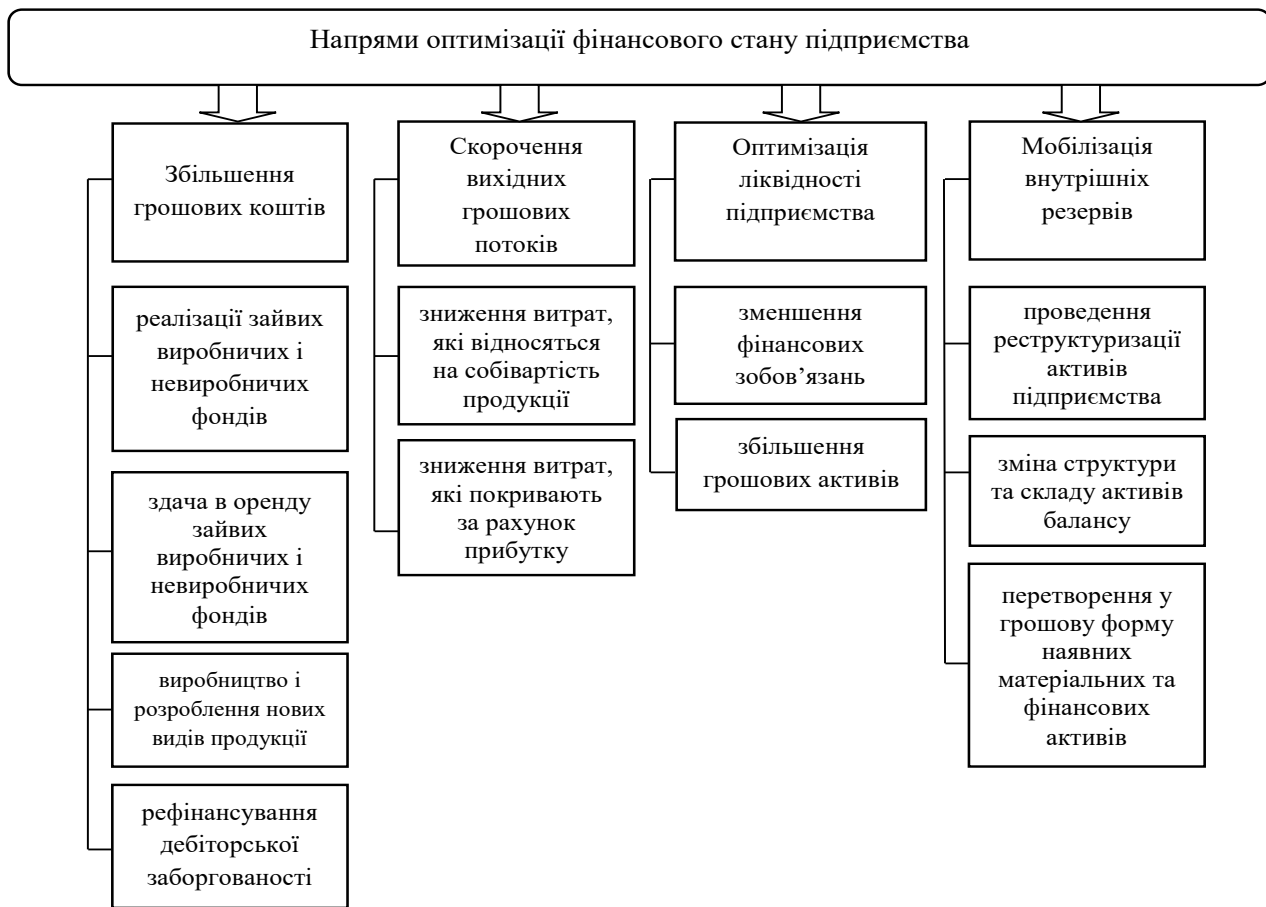 Напрями оптимізації фінансового стану підприємства
Збільшення
грошових коштів
реалізації зайвих
виробничих і
невиробничих
фондів
здача в оренду
зайвих
виробничих і
невиробничих
фондів
виробництво і
розроблення нових
видів продукції
рефінансування
дебіторської
заборгованості
Скорочення
вихідних
грошових
потоків
зниження витрат,
які відносяться
на собівартість
продукції
зниження витрат,
які покривають
за рахунок
прибутку
Оптимізація
ліквідності
підприємства
зменшення
фінансових
зобов’язань
збільшення
грошових активів
Мобілізація
внутрішніх
резервів
проведення
реструктуризації
активів
підприємства
зміна структури
та складу активів
балансу
перетворення у
грошову форму
наявних
матеріальних та
фінансових
активів